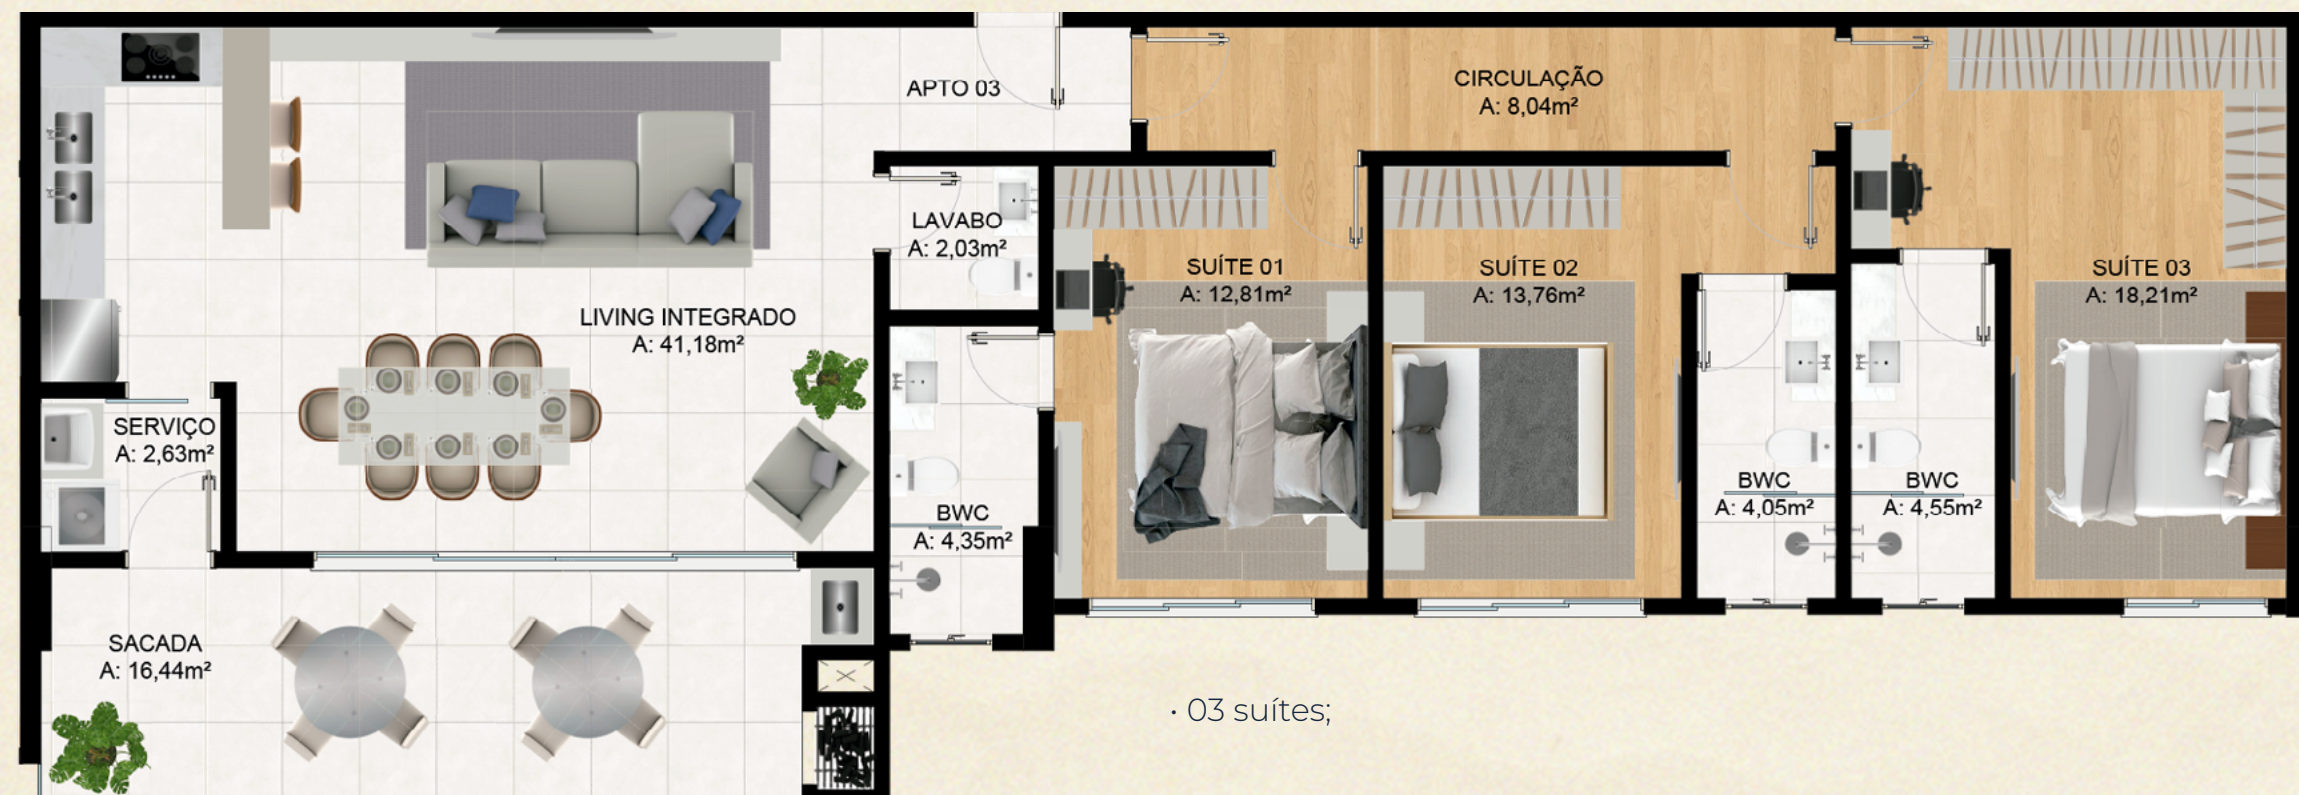 APTO 03
CIRCULAÇÃO
A: 8,04m²
LAVABO
A: 2,03m²
SUÍTE 01
A: 12,81m²
SUÍTE 02
A: 13,76m²
SUÍTE 03
A: 18,21m²
LIVING INTEGRADO
A: 41,18m²
SERVIÇO
A: 2,63m²
BWC
A: 4,35m²
BWC
A: 4,05m²
BWC
A: 4,55m²
SACADA
A: 16,44m²
• 03 suítes;